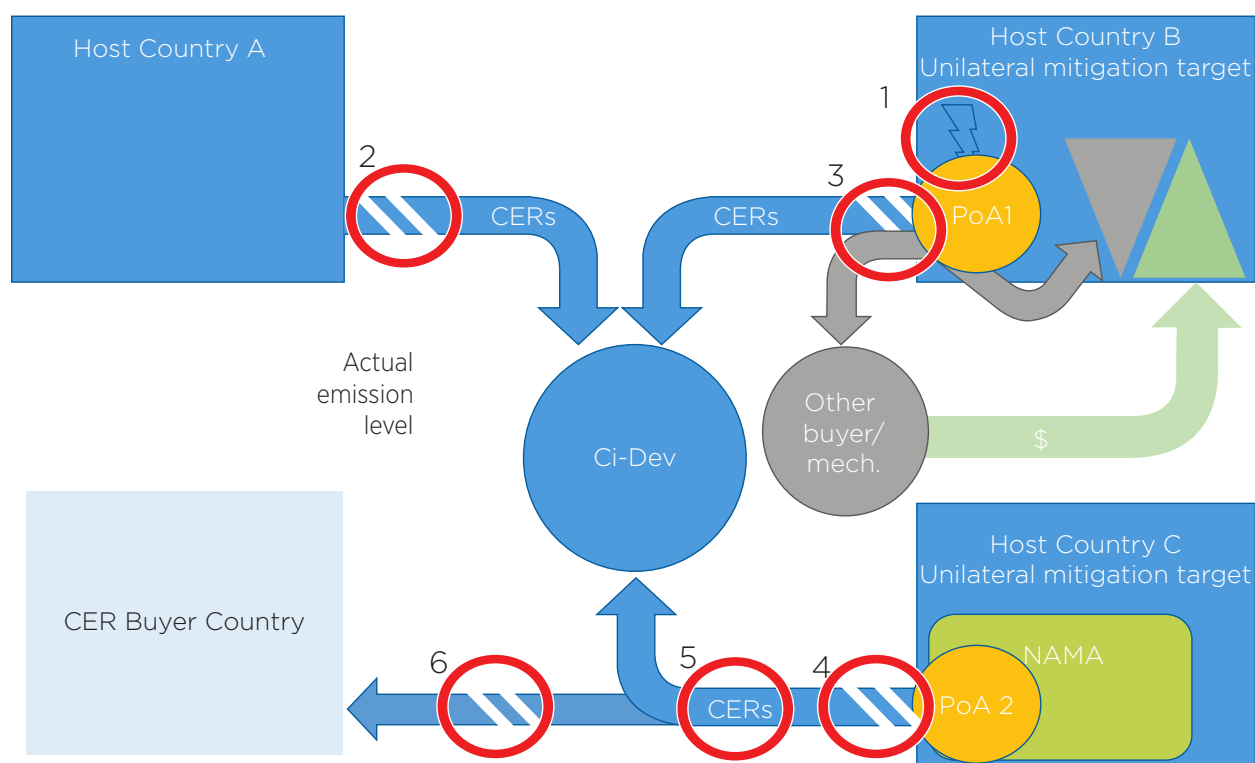 Host Country A
Host Country B
Unilateral mitigation target
1
2
3
CERs
CERs
PoA1
Actual
emission
level
Ci-Dev
Other
buyer/
mech.
$
Host Country C
Unilateral mitigation target
CER Buyer Country
NAMA
6
5
4
CERs
PoA 2